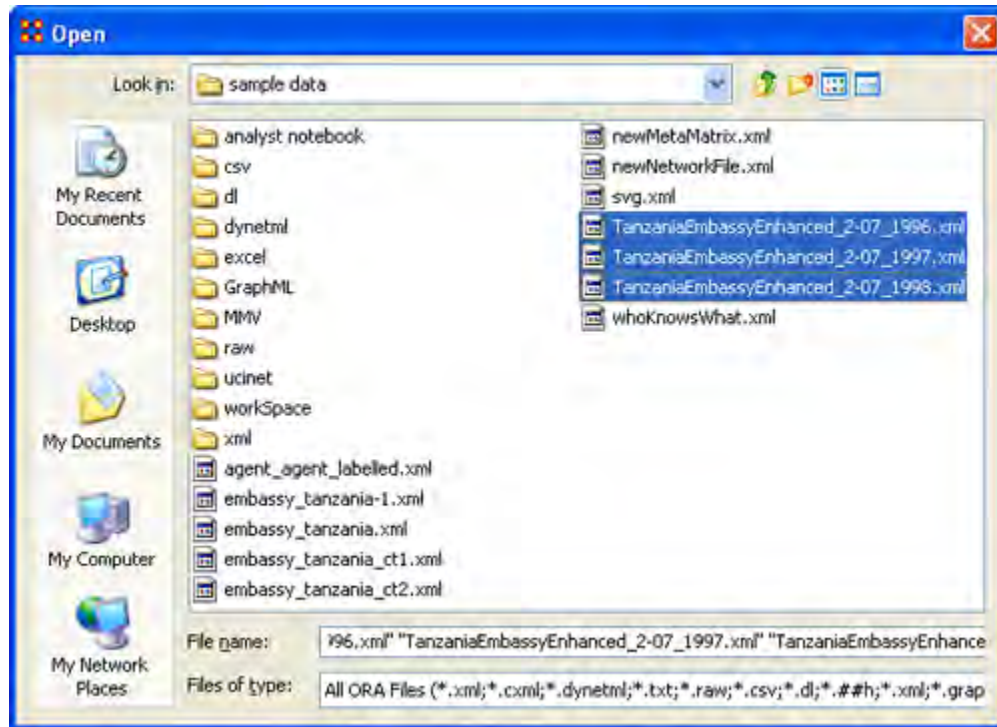 Open
Look in:
sample data
My Recent
Documents
Desktop
My Documents
My Computer
My Network
Places
analyst notebook
csv
dl
dynetml
excel
GraphML
MMV
raw
ucinet
workSpace
xml
agent_agent_labelled.xml
embassy_tanzania-1.xml
embassy_tanzania.xml
embassy_tanzania_ct1.xml
embassy_tanzania_ct2.xml
newMetaMatrix.xml
newNetworkFile.xml
svg.xml
TanzaniaEmbassyEnhanced_2-07_1996.xml
TanzaniaEmbassyEnhanced_2-07_1997.xml
TanzaniaEmbassyEnhanced_2-07_1998.xml
whoKnowsWhat.xml
File name:
96.xml" "TanzaniaEmbassyEnhanced_2-07_1997.xml" "TanzaniaEmbassyEnhance
Files of type:
All ORA Files (*.xml;*.cxml;*.dynetml;*.txt;*.raw;*.csv;*.dl;*.##h;*.xml;*.grap